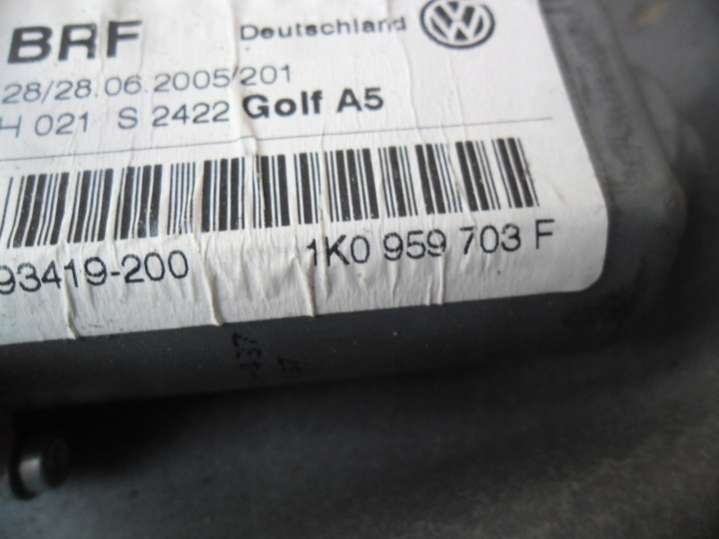 BRF Deutschland
28/28.06.2005/201
H 021 S 2422 Golf A5
93419-200 1K0 959 703 F